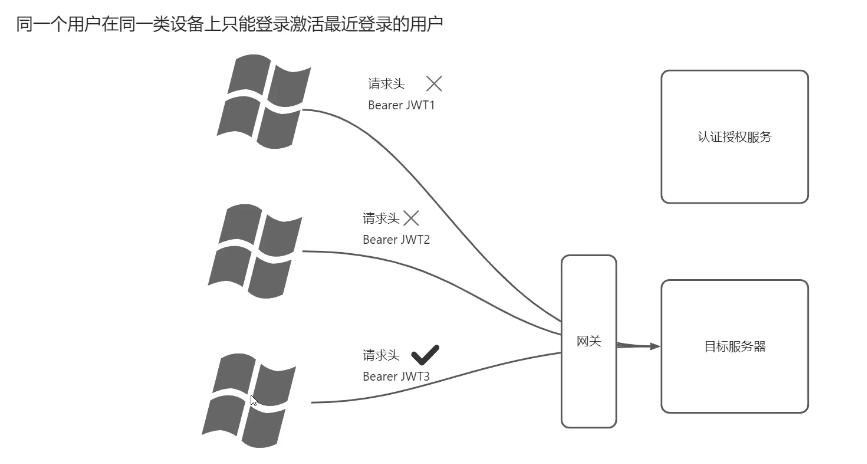 同一个用户在同一类设备上只能登录激活最近登录的用户
请求头
Bearer JWT1
认证授权服务
请求头
Bearer JWT2
网关
目标服务器
请求头
Bearer JWT3